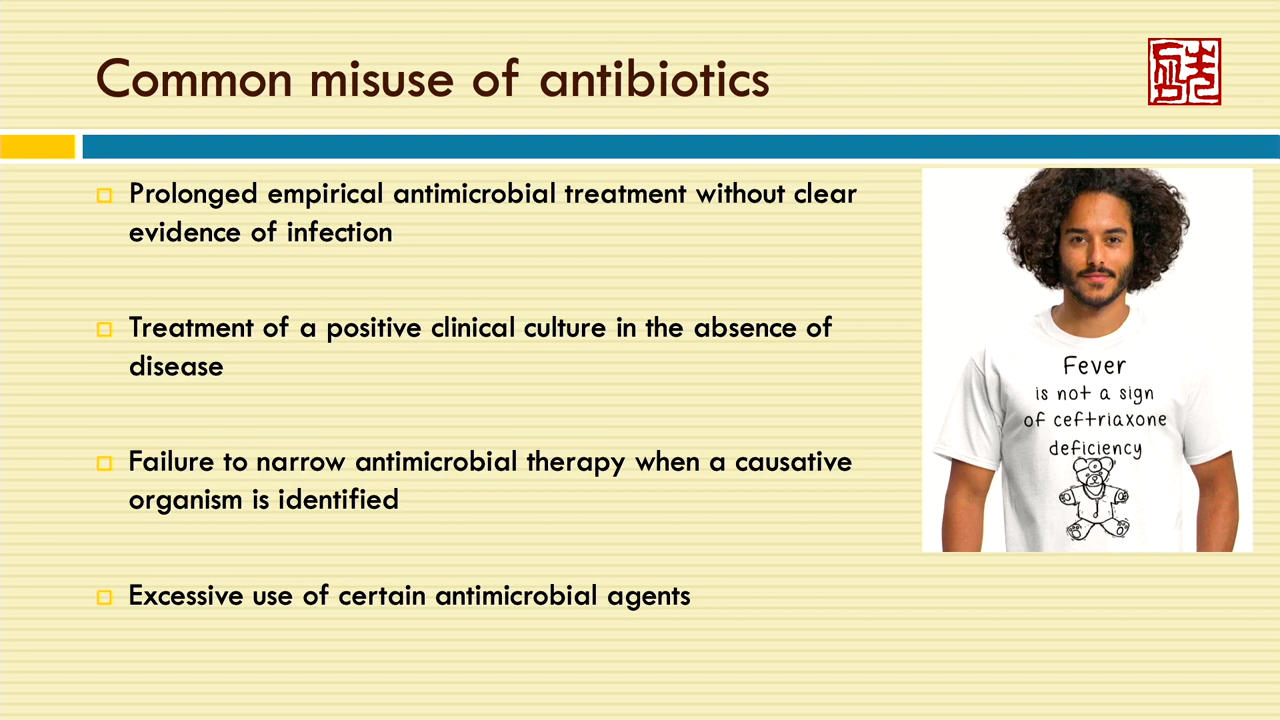 Common misuse of antibiotics
Prolonged empirical antimicrobial treatment without clear
evidence of infection
Treatment of a positive clinical culture in the absence of
disease
Failure to narrow antimicrobial therapy when a causative
organism is identified
Excessive use of certain antimicrobial agents
Fever
is not a sign
of ceftriaxone
deficiency